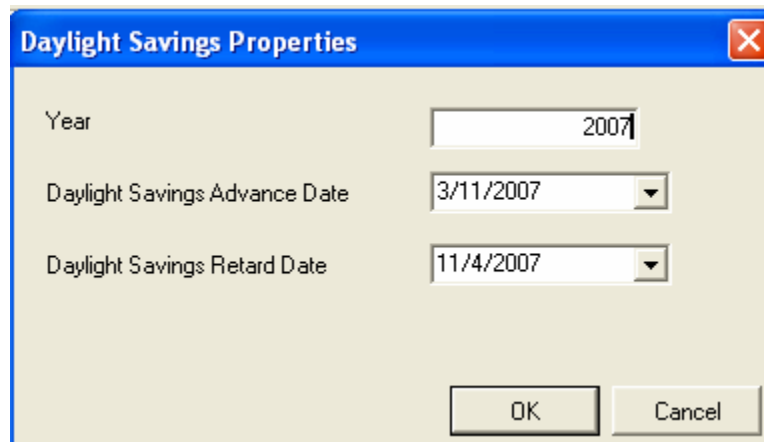 Daylight Savings Properties
Year 2007
Daylight Savings Advance Date 3/11/2007
Daylight Savings Retard Date 11/4/2007
OK Cancel